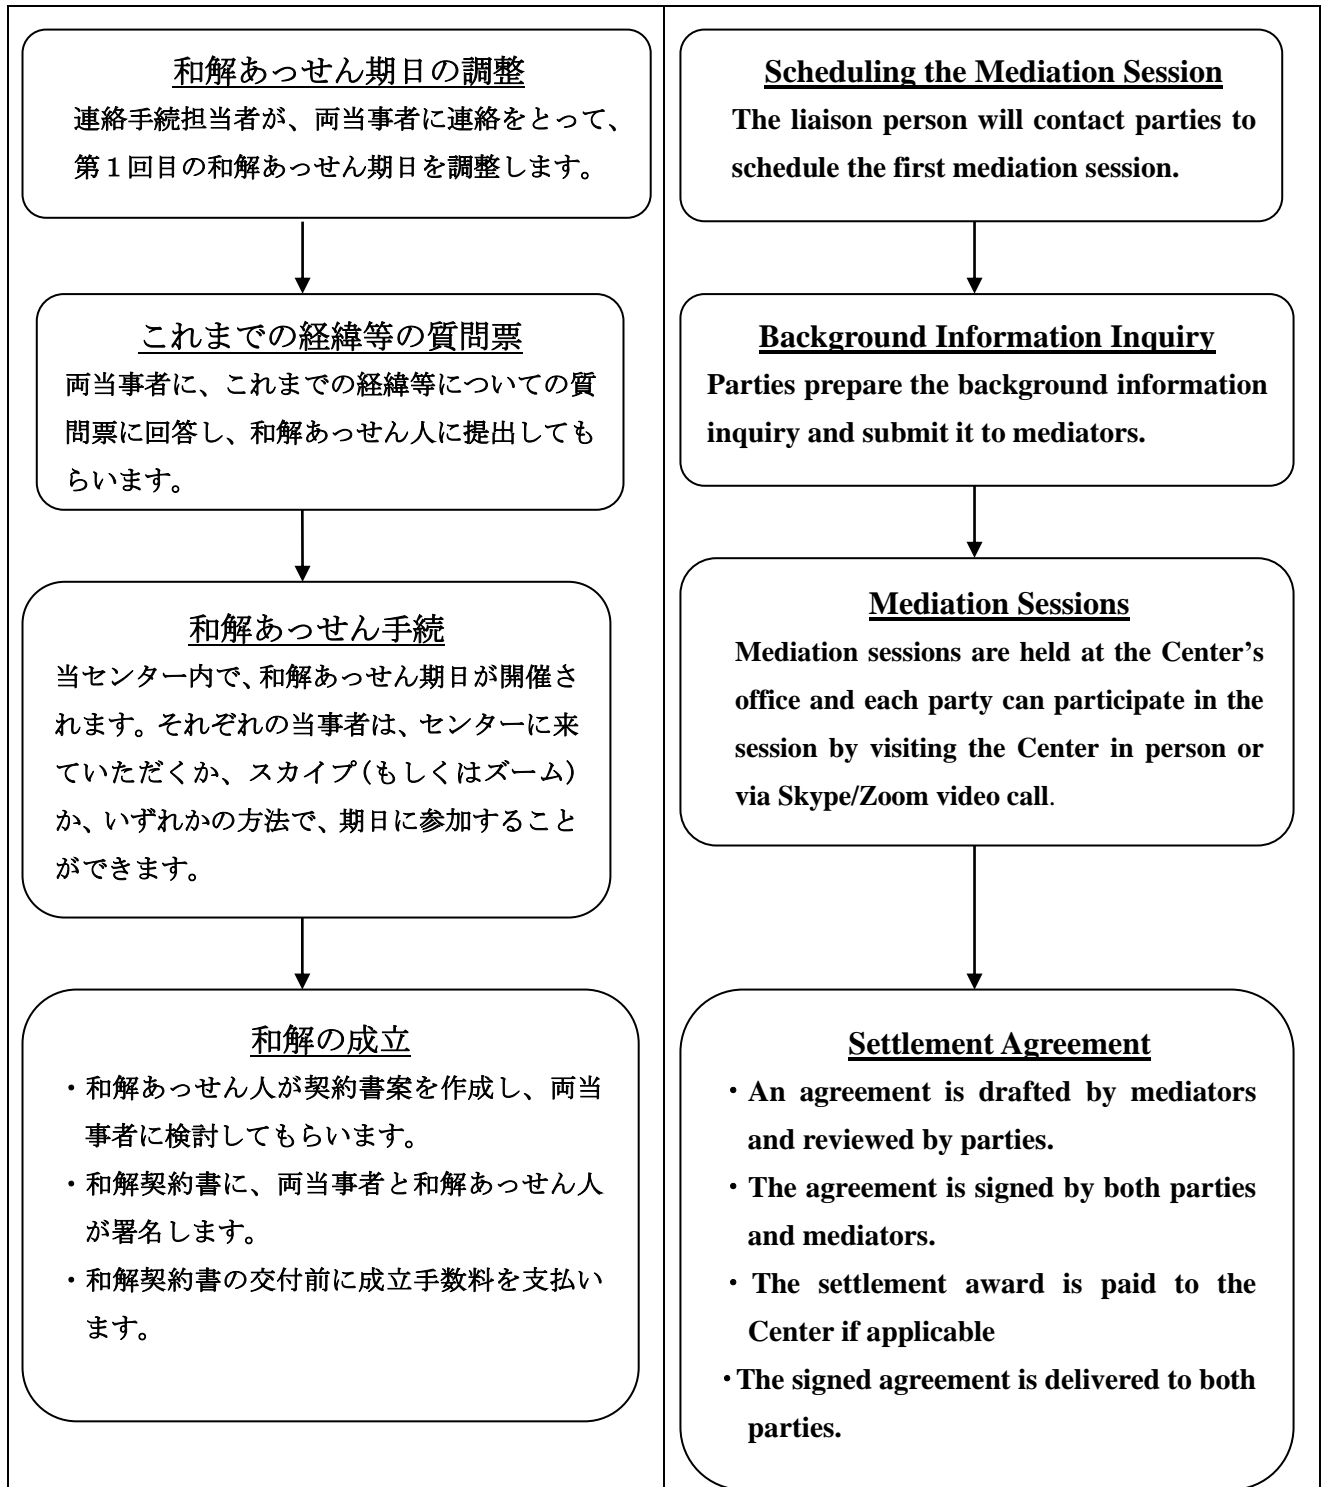 和解あっせん期日の調整
連絡手続担当者が、両当事者に連絡をとって、
第１回目の和解あっせん期日を調整します。
これまでの経緯等の質問票
両当事者に、これまでの経緯等についての質
問票に回答し、和解あっせん人に提出しても
らいます。
和解あっせん手続
当センター内で、和解あっせん期日が開催さ
れます。それぞれの当事者は、センターに来
ていただくか、スカイプ（もしくはズーム）
か、いずれかの方法で、期日に参加すること
ができます。
和解の成立
・和解あっせん人が契約書案を作成し、両当
事者に検討してもらいます。
・和解契約書に、両当事者と和解あっせん人
が署名します。
・和解契約書の交付前に成立手数料を支払い
ます。
Scheduling the Mediation Session
The liaison person will contact parties to
schedule the first mediation session.
Background Information Inquiry
Parties prepare the background information
inquiry and submit it to mediators.
Mediation Sessions
Mediation sessions are held at the Center’s
office and each party can participate in the
session by visiting the Center in person or
via Skype/Zoom video call.
Settlement Agreement
・An agreement is drafted by mediators
and reviewed by parties.
・The agreement is signed by both parties
and mediators.
・The settlement award is paid to the
Center if applicable
・The signed agreement is delivered to both
parties.